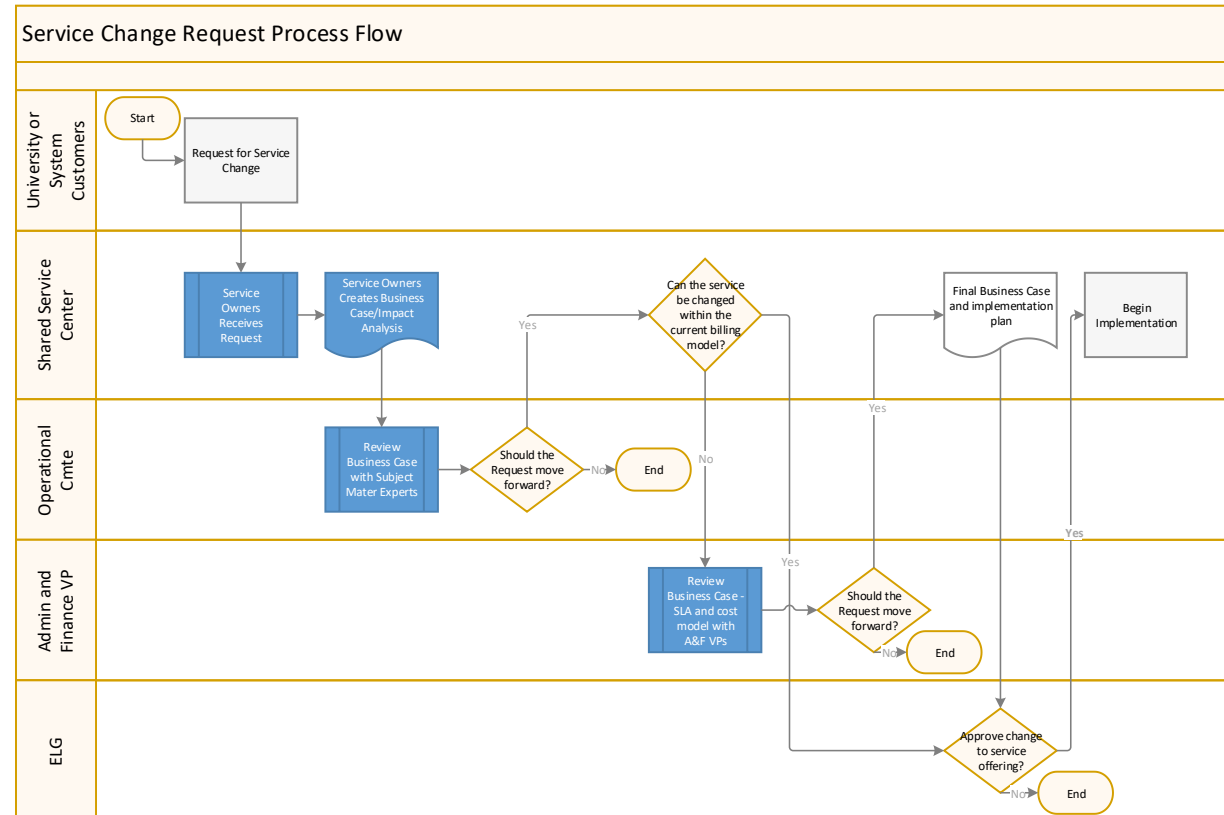 Service Change Request Process Flow
University or
System
Customers
Start
Request for Service
Change
Shared Service
Center
Service
Owners
Receives
Request
Service Owners
Creates Business
Case/Impact
Analysis
Yes
Can the service
be changed
within the
current billing
model?
Final Business Case
and implementation
plan
Begin
Implementation
Operational
Cmte
Review
Business Case
with Subject
Mater Experts
Should the
Request move
forward?
No
End
No
Yes
Yes
Admin and
Finance VP
Review
Business Case -
SLA and cost
model with
A&F VPs
Yes
Should the
Request move
forward?
No
End
ELG
Approve change
to service
offering?
No
End